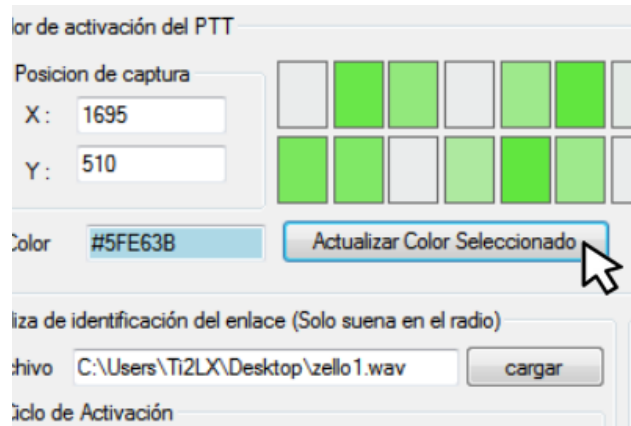 lor de activación del PTT
Posicion de captura
X : 1695
Y : 510
Color #5FE63B Actualizar Color Seleccionado
liza de identificación del enlace (Solo suena en el radio)
chivo C:\Users\Ti2LX\Desktop\zello1.wav cargar
Ciclo de Activación